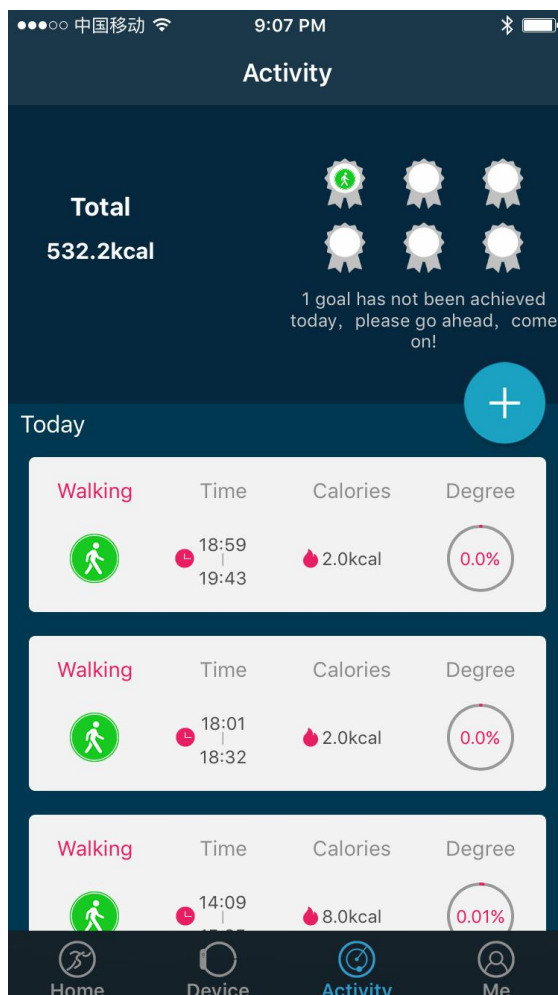 中国移动 9:07 PM
Activity
Total
532.2kcal
1 goal has not been achieved
today, please go ahead, come
on!
Today
Walking Time Calories Degree
18:59
19:43
2.0kcal
0.0%
Walking Time Calories Degree
18:01
18:32
2.0kcal
0.0%
Walking Time Calories Degree
14:09
8.0kcal
0.01%
Home Device Activity Me